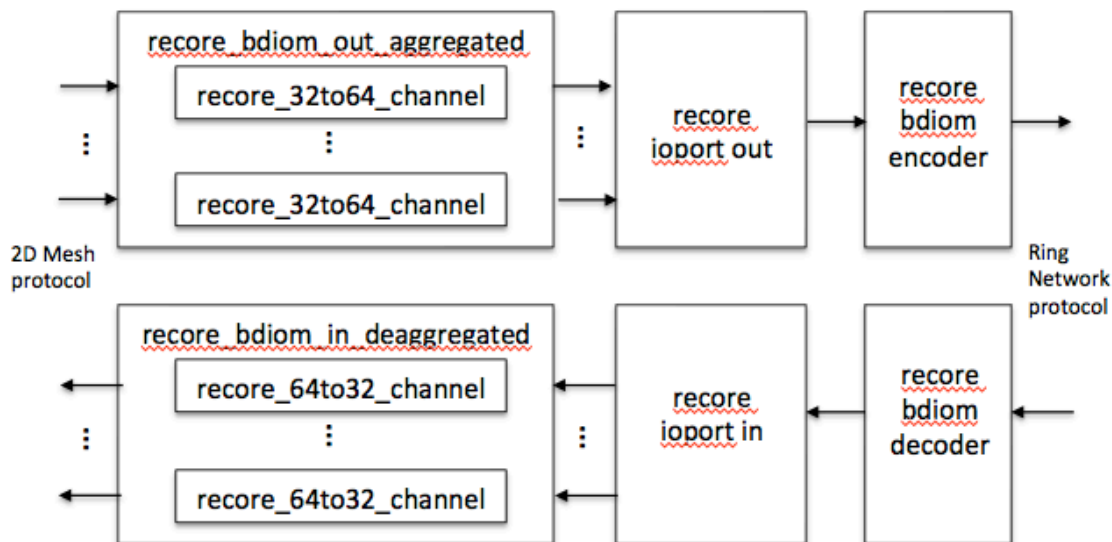 recore_bdiom_out_aggregated
recore_32to64_channel
⋮
recore_32to64_channel
recore
ioport out
recore
bdiom
encoder
2D Mesh
protocol
Ring
Network
protocol
recore_bdiom_in_deaggregated
recore_64to32_channel
⋮
recore_64to32_channel
recore
ioport in
recore
bdiom
decoder